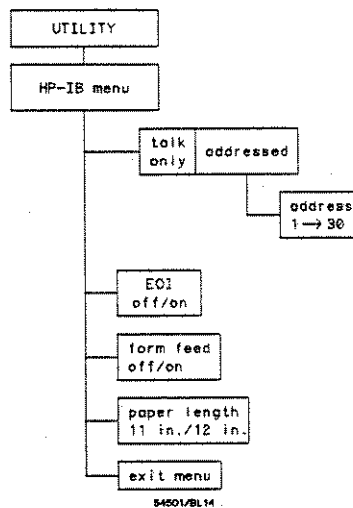 UTILITY
HP-IB menu
talk
only
addressed
address
1→30
EOI
off/on
form feed
off/on
paper length
11 in./12 in.
exit menu
54501/BL14